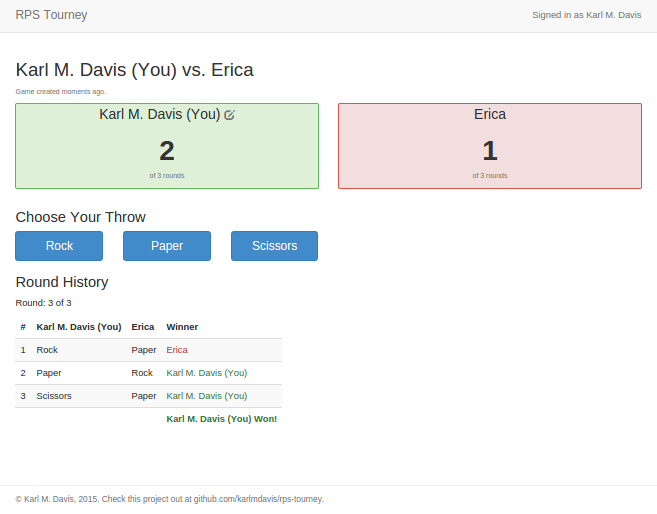 RPS Tourney
Signed in as Karl M. Davis
Karl M. Davis (You) vs. Erica
Game created moments ago.
Karl M. Davis (You)
2
of 3 rounds
Erica
1
of 3 rounds
Choose Your Throw
Rock Paper Scissors
Round History
Round: 3 of 3
# Karl M. Davis (You) Erica Winner
1 Rock Paper Erica
2 Paper Rock Karl M. Davis (You)
3 Scissors Paper Karl M. Davis (You)
Karl M. Davis (You) Won!
© Karl M. Davis, 2015. Check this project out at github.com/karlmdavis/rps-tourney.